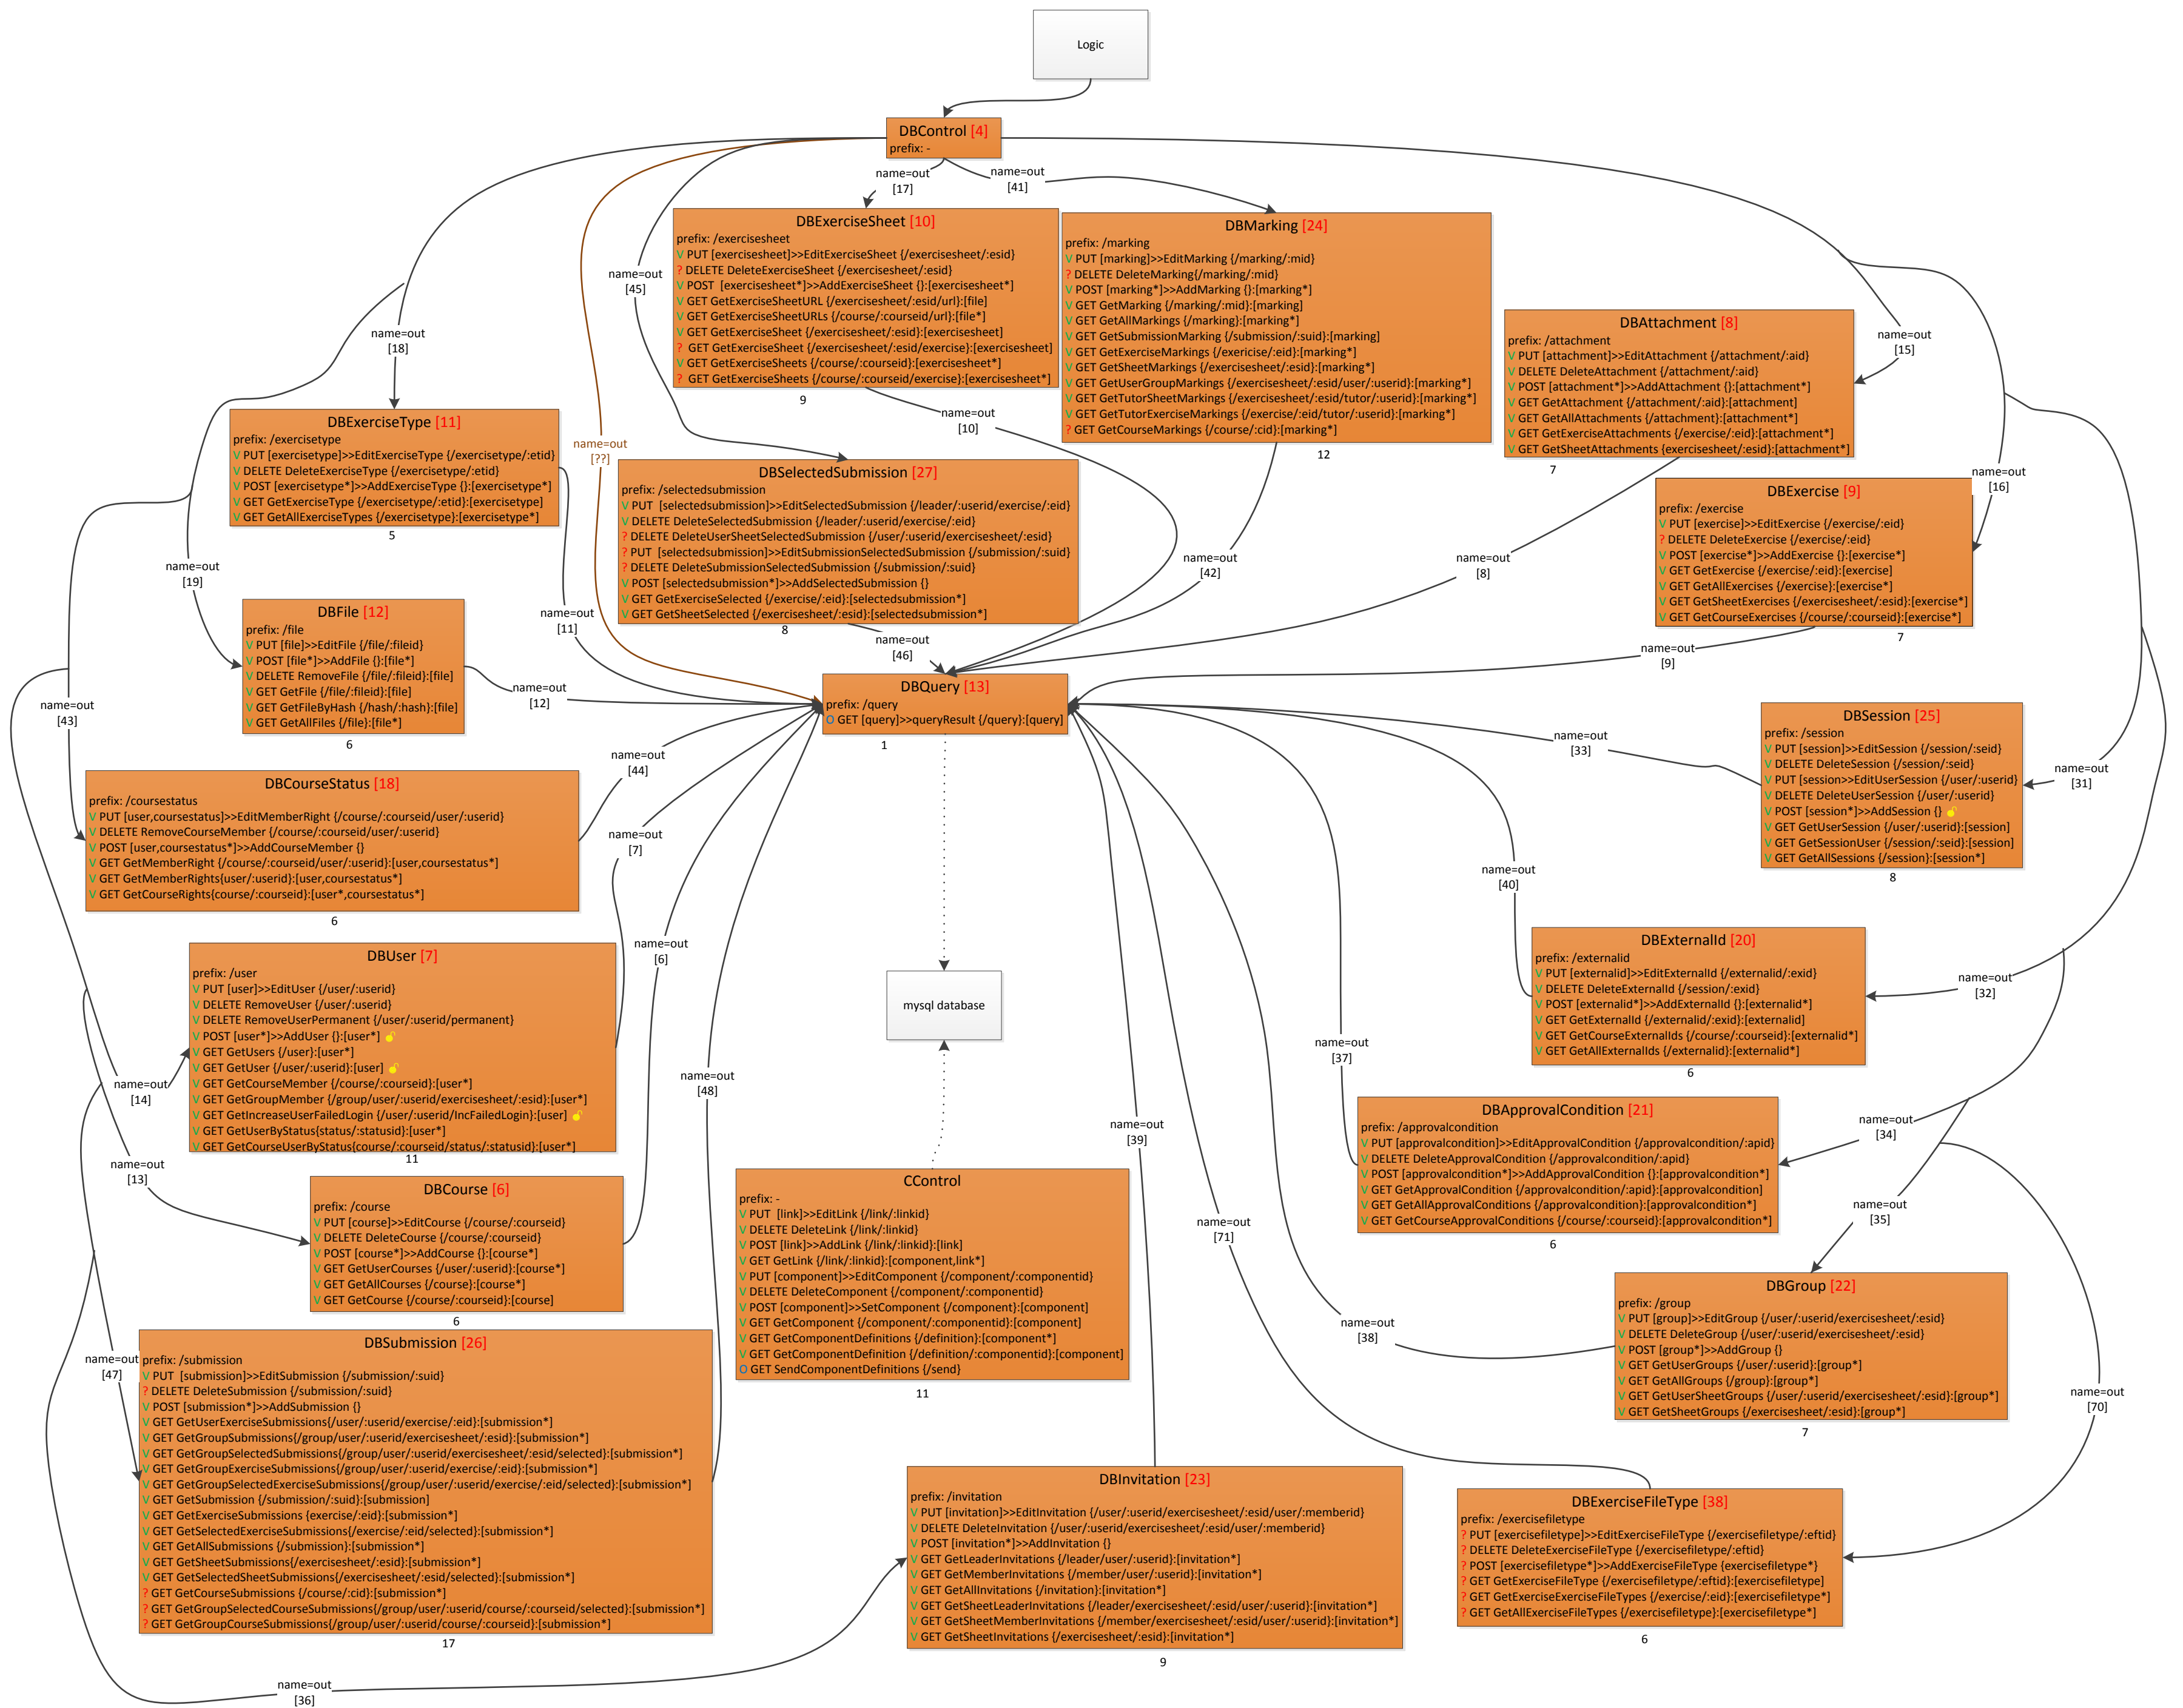 Logic
DBControl [4]
prefix: -
name=out
[17]
name=out
[41]
DBExerciseSheet [10]
prefix: /exercisesheet
V PUT [exercisesheet]>>EditExerciseSheet {/exercisesheet/:esid}
? DELETE DeleteExerciseSheet {/exercisesheet/:esid}
V POST  [exercisesheet*]>>AddExerciseSheet {}:[exercisesheet*]
V GET GetExerciseSheetURL {/exercisesheet/:esid/url}:[file]
V GET GetExerciseSheetURLs {/course/:courseid/url}:[file*]
V GET GetExerciseSheet {/exercisesheet/:esid}:[exercisesheet]
?  GET GetExerciseSheet {/exercisesheet/:esid/exercise}:[exercisesheet]
V GET GetExerciseSheets {/course/:courseid}:[exercisesheet*]
?  GET GetExerciseSheets {/course/:courseid/exercise}:[exercisesheet*]
9
DBMarking [24]
prefix: /marking
V PUT [marking]>>EditMarking {/marking/:mid}
? DELETE DeleteMarking{/marking/:mid}
V POST [marking*]>>AddMarking {}:[marking*]
V GET GetMarking {/marking/:mid}:[marking]
V GET GetAllMarkings {/marking}:[marking*]
V GET GetSubmissionMarking {/submission/:suid}:[marking]
V GET GetExerciseMarkings {/exericise/:eid}:[marking*]
V GET GetSheetMarkings {/exercisesheet/:esid}:[marking*]
V GET GetUserGroupMarkings {/exercisesheet/:esid/user/:userid}:[marking*]
V GET GetTutorSheetMarkings {/exercisesheet/:esid/tutor/:userid}:[marking*]
V GET GetTutorExerciseMarkings {/exercise/:eid/tutor/:userid}:[marking*]
? GET GetCourseMarkings {/course/:cid}:[marking*]
12
name=out
[45]
name=out
[18]
name=out
[15]
DBAttachment [8]
prefix: /attachment
V PUT [attachment]>>EditAttachment {/attachment/:aid}
V DELETE DeleteAttachment {/attachment/:aid}
V POST [attachment*]>>AddAttachment {}:[attachment*]
V GET GetAttachment {/attachment/:aid}:[attachment]
V GET GetAllAttachments {/attachment}:[attachment*]
V GET GetExerciseAttachments {/exercise/:eid}:[attachment*]
V GET GetSheetAttachments {exercisesheet/:esid}:[attachment*]
7
DBExerciseType [11]
prefix: /exercisetype
V PUT [exercisetype]>>EditExerciseType {/exercisetype/:etid}
V DELETE DeleteExerciseType {/exercisetype/:etid}
V POST [exercisetype*]>>AddExerciseType {}:[exercisetype*]
V GET GetExerciseType {/exercisetype/:etid}:[exercisetype]
V GET GetAllExerciseTypes {/exercisetype}:[exercisetype*]
5
name=out
[??]
name=out
[10]
DBSelectedSubmission [27]
prefix: /selectedsubmission
V PUT  [selectedsubmission]>>EditSelectedSubmission {/leader/:userid/exercise/:eid}
V DELETE DeleteSelectedSubmission {/leader/:userid/exercise/:eid}
? DELETE DeleteUserSheetSelectedSubmission {/user/:userid/exercisesheet/:esid}
? PUT  [selectedsubmission]>>EditSubmissionSelectedSubmission {/submission/:suid}
? DELETE DeleteSubmissionSelectedSubmission {/submission/:suid}
V POST [selectedsubmission*]>>AddSelectedSubmission {}
V GET GetExerciseSelected {/exercise/:eid}:[selectedsubmission*]
V GET GetSheetSelected {/exercisesheet/:esid}:[selectedsubmission*]
8
name=out
[16]
DBExercise [9]
prefix: /exercise
V PUT [exercise]>>EditExercise {/exercise/:eid}
? DELETE DeleteExercise {/exercise/:eid}
V POST [exercise*]>>AddExercise {}:[exercise*]
V GET GetExercise {/exercise/:eid}:[exercise]
V GET GetAllExercises {/exercise}:[exercise*]
V GET GetSheetExercises {/exercisesheet/:esid}:[exercise*]
V GET GetCourseExercises {/course/:courseid}:[exercise*]
7
name=out
[42]
name=out
[8]
name=out
[19]
name=out
[11]
DBFile [12]
prefix: /file
V PUT [file]>>EditFile {/file/:fileid}
V POST [file*]>>AddFile {}:[file*]
V DELETE RemoveFile {/file/:fileid}:[file]
V GET GetFile {/file/:fileid}:[file]
V GET GetFileByHash {/hash/:hash}:[file]
V GET GetAllFiles {/file}:[file*]
6
name=out
[46]
name=out
[9]
name=out
[12]
DBQuery [13]
prefix: /query
O GET [query]>>queryResult {/query}:[query]
1
name=out
[43]
name=out
[44]
name=out
[33]
DBSession [25]
prefix: /session
V PUT [session]>>EditSession {/session/:seid}
V DELETE DeleteSession {/session/:seid}
V PUT [session>>EditUserSession {/user/:userid}
V DELETE DeleteUserSession {/user/:userid}
V POST [session*]>>AddSession {}
V GET GetUserSession {/user/:userid}:[session]
V GET GetSessionUser {/session/:seid}:[session]
V GET GetAllSessions {/session}:[session*]
8
name=out
[31]
DBCourseStatus [18]
prefix: /coursestatus
V PUT [user,coursestatus]>>EditMemberRight {/course/:courseid/user/:userid}
V DELETE RemoveCourseMember {/course/:courseid/user/:userid}
V POST [user,coursestatus*]>>AddCourseMember {}
V GET GetMemberRight {/course/:courseid/user/:userid}:[user,coursestatus*]
V GET GetMemberRights{user/:userid}:[user,coursestatus*]
V GET GetCourseRights{course/:courseid}:[user*,coursestatus*]
6
name=out
[7]
name=out
[40]
name=out
[6]
DBUser [7]
prefix: /user
V PUT [user]>>EditUser {/user/:userid}
V DELETE RemoveUser {/user/:userid}
V DELETE RemoveUserPermanent {/user/:userid/permanent}
V POST [user*]>>AddUser {}:[user*]
V GET GetUsers {/user}:[user*]
V GET GetUser {/user/:userid}:[user]
V GET GetCourseMember {/course/:courseid}:[user*]
V GET GetGroupMember {/group/user/:userid/exercisesheet/:esid}:[user*]
V GET GetIncreaseUserFailedLogin {/user/:userid/IncFailedLogin}:[user]
V GET GetUserByStatus{status/:statusid}:[user*]
V GET GetCourseUserByStatus{course/:courseid/status/:statusid}:[user*]
11
mysql database
DBExternalId [20]
prefix: /externalid
V PUT [externalid]>>EditExternalId {/externalid/:exid}
V DELETE DeleteExternalId {/session/:exid}
V POST [externalid*]>>AddExternalId {}:[externalid*]
V GET GetExternalId {/externalid/:exid}:[externalid]
V GET GetCourseExternalIds {/course/:courseid}:[externalid*]
V GET GetAllExternalIds {/externalid}:[externalid*]
6
name=out
[32]
name=out
[14]
name=out
[48]
name=out
[37]
name=out
[39]
DBApprovalCondition [21]
prefix: /approvalcondition
V PUT [approvalcondition]>>EditApprovalCondition {/approvalcondition/:apid}
V DELETE DeleteApprovalCondition {/approvalcondition/:apid}
V POST [approvalcondition*]>>AddApprovalCondition {}:[approvalcondition*]
V GET GetApprovalCondition {/approvalcondition/:apid}:[approvalcondition]
V GET GetAllApprovalConditions {/approvalcondition}:[approvalcondition*]
V GET GetCourseApprovalConditions {/course/:courseid}:[approvalcondition*]
6
name=out
[34]
name=out
[13]
DBCourse [6]
prefix: /course
V PUT [course]>>EditCourse {/course/:courseid}
V DELETE DeleteCourse {/course/:courseid}
V POST [course*]>>AddCourse {}:[course*]
V GET GetUserCourses {/user/:userid}:[course*]
V GET GetAllCourses {/course}:[course*]
V GET GetCourse {/course/:courseid}:[course]
6
CControl
prefix: -
V PUT  [link]>>EditLink {/link/:linkid}
V DELETE DeleteLink {/link/:linkid}
V POST [link]>>AddLink {/link/:linkid}:[link]
V GET GetLink {/link/:linkid}:[component,link*]
V PUT [component]>>EditComponent {/component/:componentid}
V DELETE DeleteComponent {/component/:componentid}
V POST [component]>>SetComponent {/component}:[component]
V GET GetComponent {/component/:componentid}:[component]
V GET GetComponentDefinitions {/definition}:[component*]
V GET GetComponentDefinition {/definition/:componentid}:[component]
O GET SendComponentDefinitions {/send}
11
name=out
[71]
name=out
[35]
name=out
[38]
DBGroup [22]
prefix: /group
V PUT [group]>>EditGroup {/user/:userid/exercisesheet/:esid}
V DELETE DeleteGroup {/user/:userid/exercisesheet/:esid}
V POST [group*]>>AddGroup {}
V GET GetUserGroups {/user/:userid}:[group*]
V GET GetAllGroups {/group}:[group*]
V GET GetUserSheetGroups {/user/:userid/exercisesheet/:esid}:[group*]
V GET GetSheetGroups {/exercisesheet/:esid}:[group*]
7
name=out
[70]
name=out
[47]
DBSubmission [26]
prefix: /submission
V PUT  [submission]>>EditSubmission {/submission/:suid}
? DELETE DeleteSubmission {/submission/:suid}
V POST [submission*]>>AddSubmission {}
V GET GetUserExerciseSubmissions{/user/:userid/exercise/:eid}:[submission*]
V GET GetGroupSubmissions{/group/user/:userid/exercisesheet/:esid}:[submission*]
V GET GetGroupSelectedSubmissions{/group/user/:userid/exercisesheet/:esid/selected}:[submission*]
V GET GetGroupExerciseSubmissions{/group/user/:userid/exercise/:eid}:[submission*]
V GET GetGroupSelectedExerciseSubmissions{/group/user/:userid/exercise/:eid/selected}:[submission*]
V GET GetSubmission {/submission/:suid}:[submission]
V GET GetExerciseSubmissions {exercise/:eid}:[submission*]
V GET GetSelectedExerciseSubmissions{/exercise/:eid/selected}:[submission*]
V GET GetAllSubmissions {/submission}:[submission*]
V GET GetSheetSubmissions{/exercisesheet/:esid}:[submission*]
V GET GetSelectedSheetSubmissions{/exercisesheet/:esid/selected}:[submission*]
? GET GetCourseSubmissions {/course/:cid}:[submission*]
? GET GetGroupSelectedCourseSubmissions{/group/user/:userid/course/:courseid/selected}:[submission*]
? GET GetGroupCourseSubmissions{/group/user/:userid/course/:courseid}:[submission*]
17
DBInvitation [23]
prefix: /invitation
V PUT [invitation]>>EditInvitation {/user/:userid/exercisesheet/:esid/user/:memberid}
V DELETE DeleteInvitation {/user/:userid/exercisesheet/:esid/user/:memberid}
V POST [invitation*]>>AddInvitation {}
V GET GetLeaderInvitations {/leader/user/:userid}:[invitation*]
V GET GetMemberInvitations {/member/user/:userid}:[invitation*]
V GET GetAllInvitations {/invitation}:[invitation*]
V GET GetSheetLeaderInvitations {/leader/exercisesheet/:esid/user/:userid}:[invitation*]
V GET GetSheetMemberInvitations {/member/exercisesheet/:esid/user/:userid}:[invitation*]
V GET GetSheetInvitations {/exercisesheet/:esid}:[invitation*]
9
DBExerciseFileType [38]
prefix: /exercisefiletype
? PUT [exercisefiletype]>>EditExerciseFileType {/exercisefiletype/:eftid}
? DELETE DeleteExerciseFileType {/exercisefiletype/:eftid}
? POST [exercisefiletype*]>>AddExerciseFileType {exercisefiletype*}
? GET GetExerciseFileType {/exercisefiletype/:eftid}:[exercisefiletype]
? GET GetExerciseExerciseFileTypes {/exercise/:eid}:[exercisefiletype*]
? GET GetAllExerciseFileTypes {/exercisefiletype}:[exercisefiletype*]
6
name=out
[36]